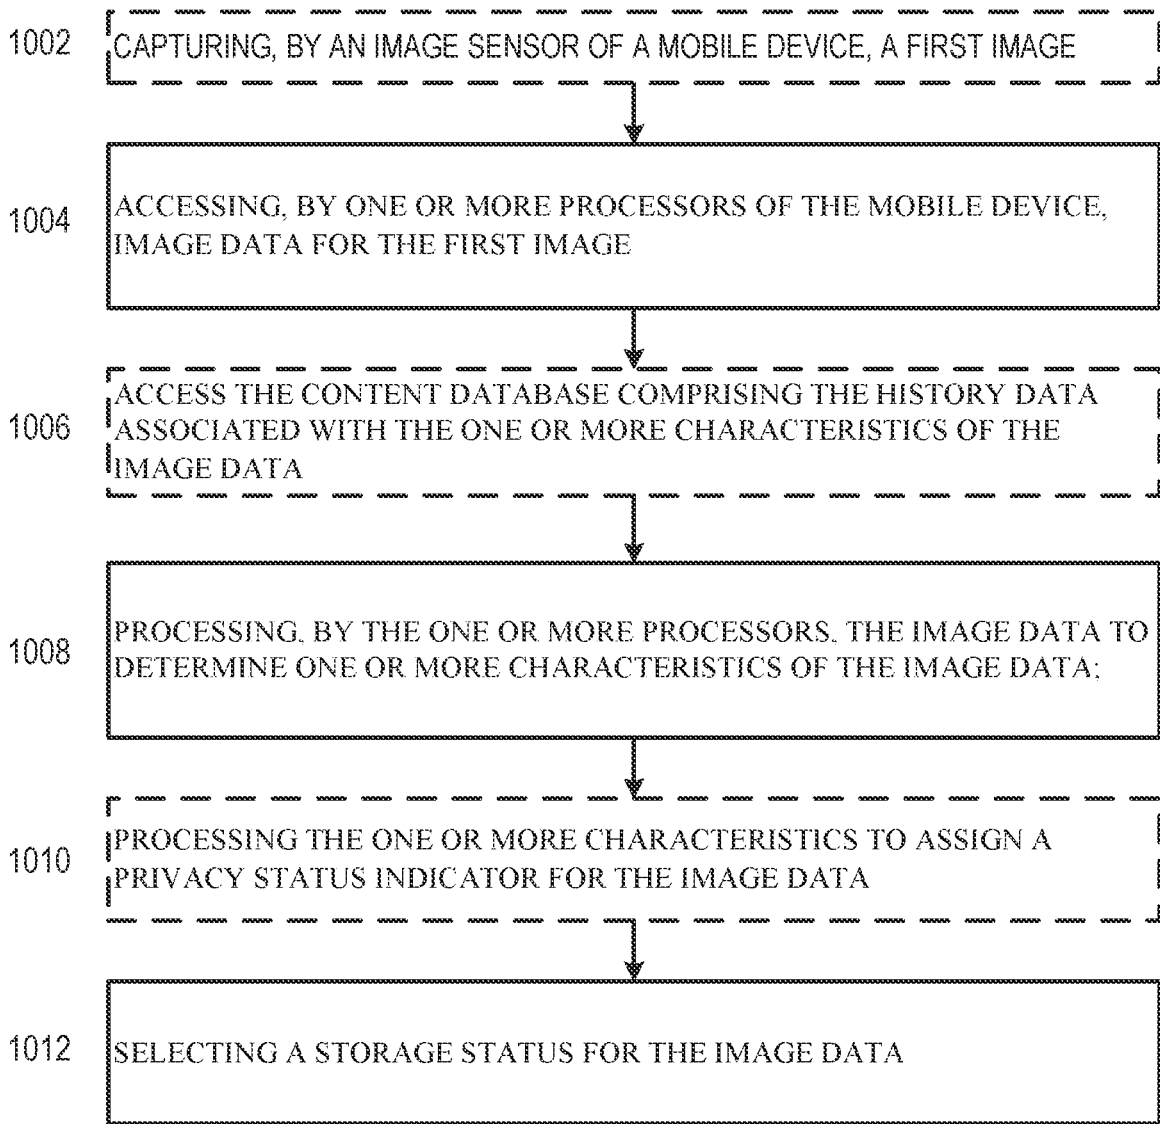 1002 CAPTURING, BY AN IMAGE SENSOR OF A MOBILE DEVICE, A FIRST IMAGE
1004
ACCESSING, BY ONE OR MORE PROCESSORS OF THE MOBILE DEVICE,
IMAGE DATA FOR THE FIRST IMAGE
1006
ACCESS THE CONTENT DATABASE COMPRISING THE HISTORY DATA
ASSOCIATED WITH THE ONE OR MORE CHARACTERISTICS OF THE
IMAGE DATA
1008
PROCESSING, BY THE ONE OR MORE PROCESSORS, THE IMAGE DATA TO
DETERMINE ONE OR MORE CHARACTERISTICS OF THE IMAGE DATA;
1010
PROCESSING THE ONE OR MORE CHARACTERISTICS TO ASSIGN A
PRIVACY STATUS INDICATOR FOR THE IMAGE DATA
1012 SELECTING A STORAGE STATUS FOR THE IMAGE DATA